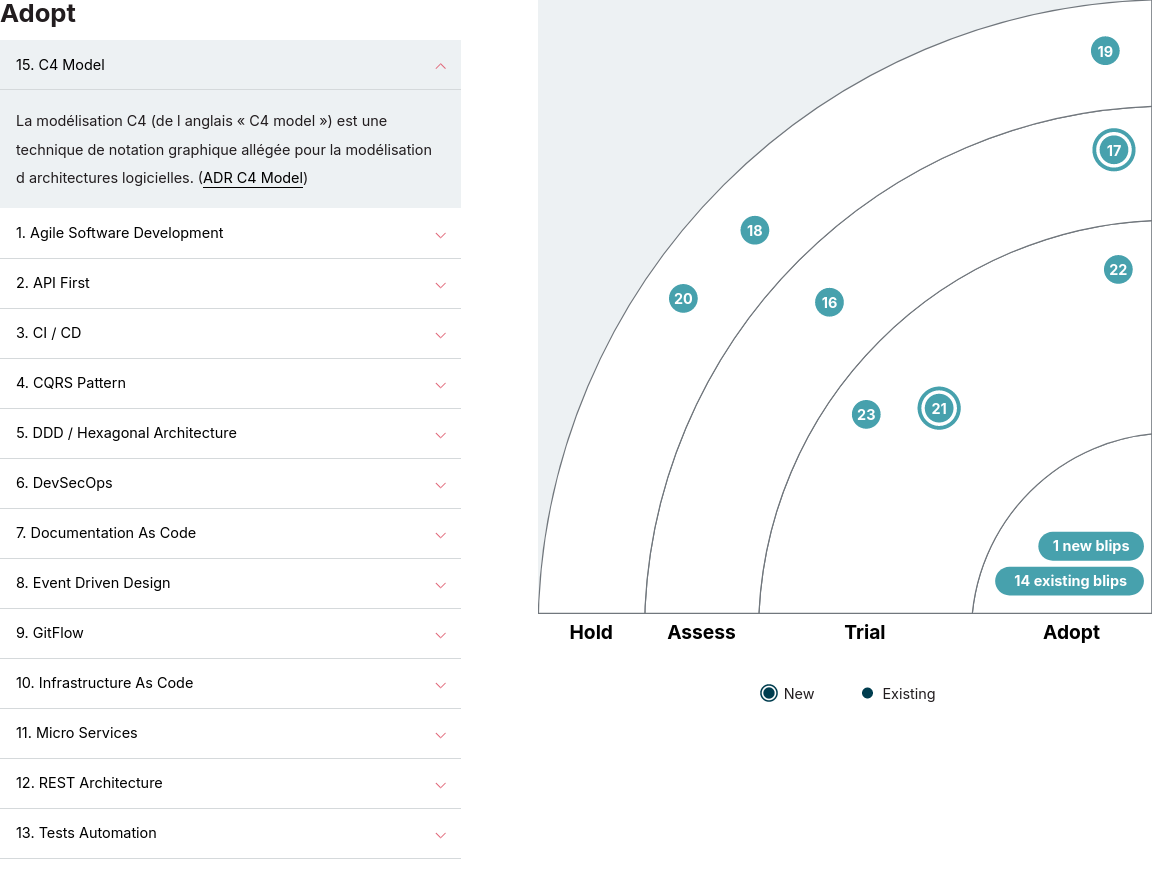 Adopt
15. C4 Model
La modélisation C4 (de l anglais « C4 model ») est une
technique de notation graphique allégée pour la modélisation
d architectures logicielles. (ADR C4 Model)
1. Agile Software Development
2. API First
3. CI / CD
4. CQRS Pattern
5. DDD / Hexagonal Architecture
6. DevSecOps
7. Documentation As Code
8. Event Driven Design
9. GitFlow
10. Infrastructure As Code
11. Micro Services
12. REST Architecture
13. Tests Automation
19
17
18
22
20
16
23
21
1 new blips
14 existing blips
Hold
Assess
Trial
Adopt
New
Existing